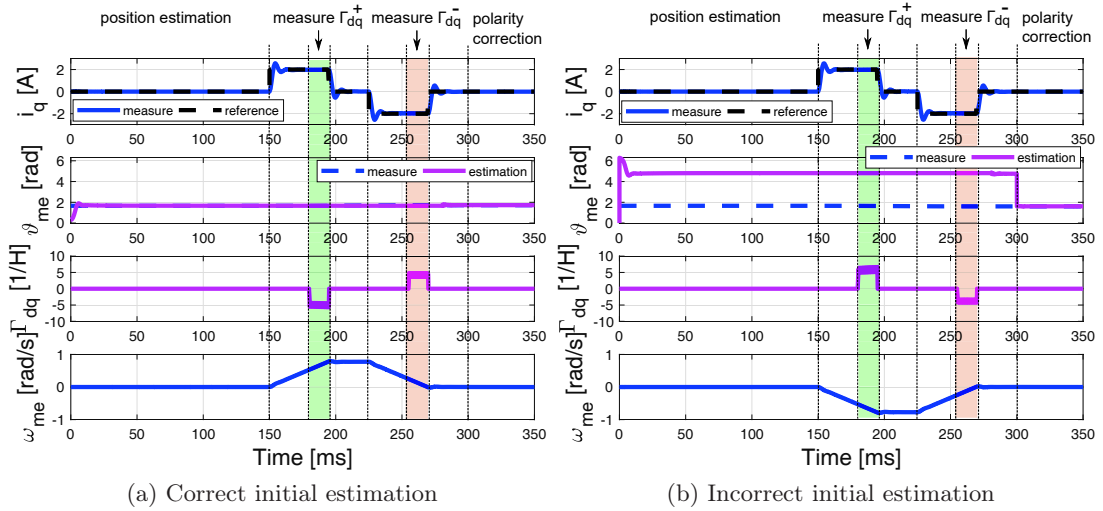 position estimation
measure Γdq+
measure Γdq-
polarity
correction
iq [A]
2
0
-2
measure
reference
0 50 100 150 200 250 300 350
ϑme [rad]
6
4
2
0
measure
estimation
0 50 100 150 200 250 300 350
Γdq [1/H]
10
5
0
-5
-10
0 50 100 150 200 250 300 350
ωme [rad/s]
1
0
-1
0 50 100 150 200 250 300 350
Time [ms]
(a) Correct initial estimation
position estimation
measure Γdq+
measure Γdq-
polarity
correction
iq [A]
2
0
-2
measure
reference
0 50 100 150 200 250 300 350
ϑme [rad]
6
4
2
0
measure
estimation
0 50 100 150 200 250 300 350
Γdq [1/H]
10
5
0
-5
-10
0 50 100 150 200 250 300 350
ωme [rad/s]
1
0
-1
0 50 100 150 200 250 300 350
Time [ms]
(b) Incorrect initial estimation